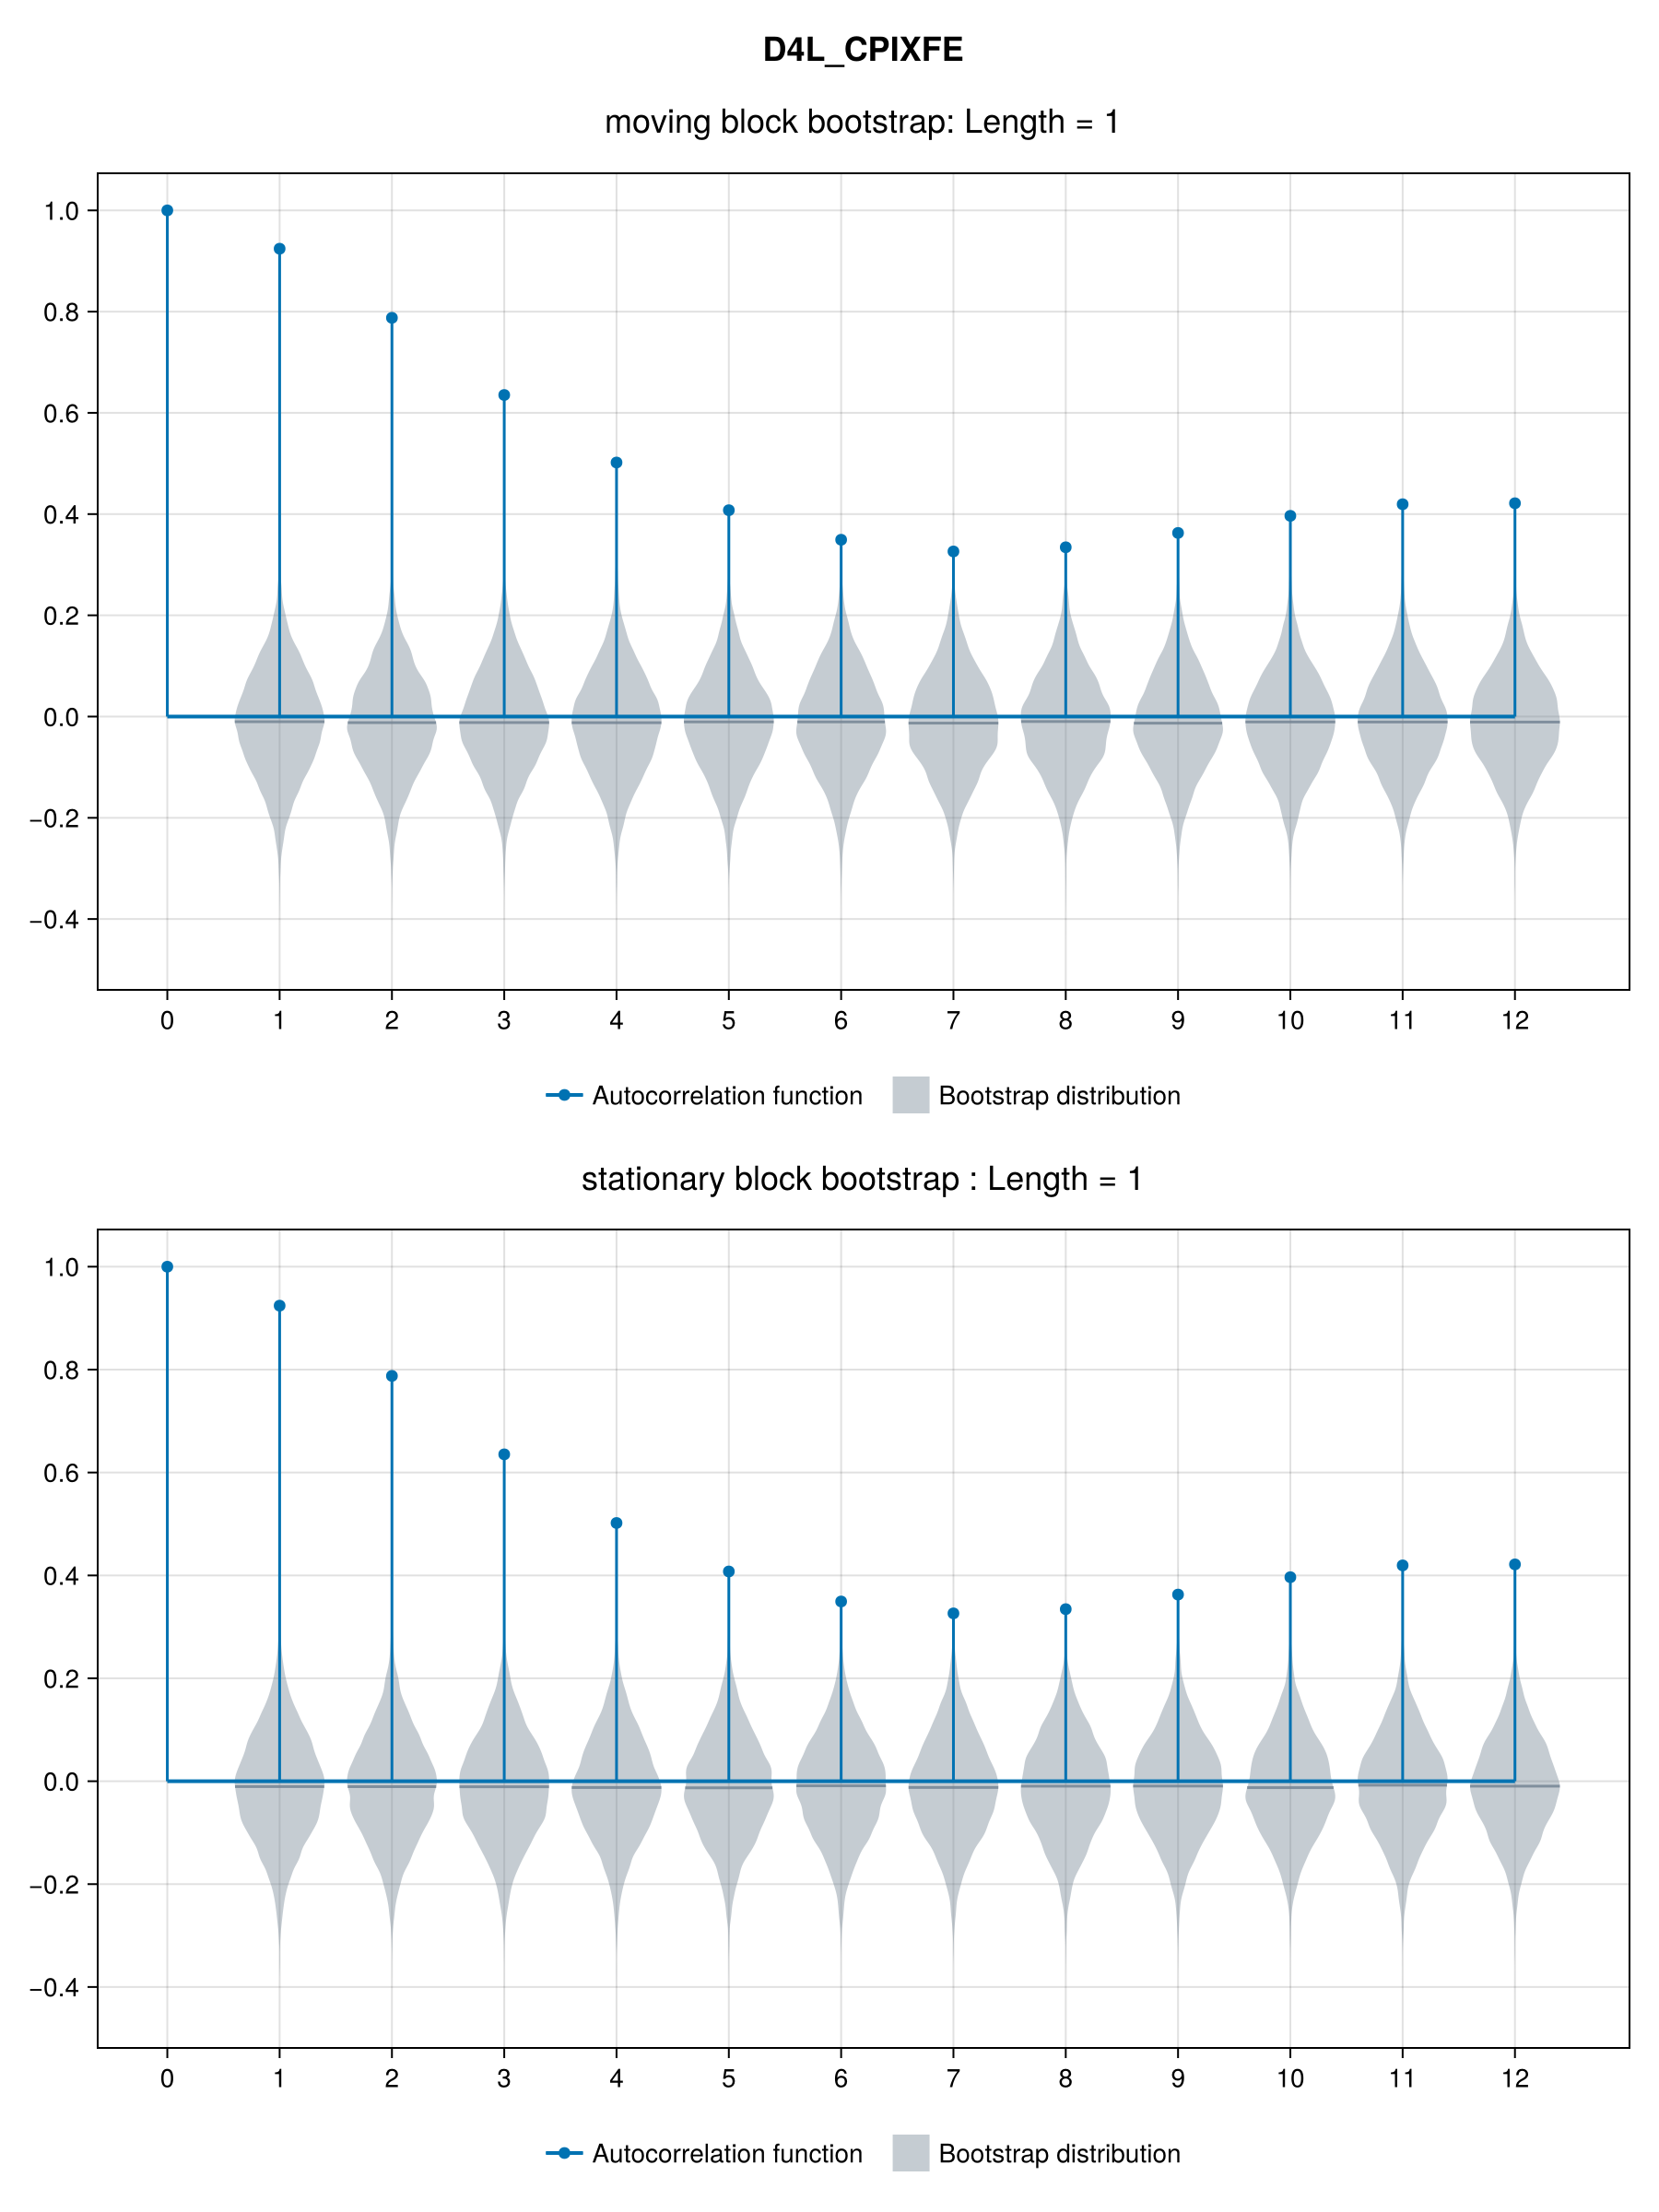 D4L_CPIXFE
moving block bootstrap: Length = 1
1.0
0.8
0.6
0.4
0.2
0.0
−0.2
−0.4
0 1 2 3 4 5 6 7 8 9 10 11 12
Autocorrelation function Bootstrap distribution
stationary block bootstrap : Length = 1
1.0
0.8
0.6
0.4
0.2
0.0
−0.2
−0.4
0 1 2 3 4 5 6 7 8 9 10 11 12
Autocorrelation function Bootstrap distribution